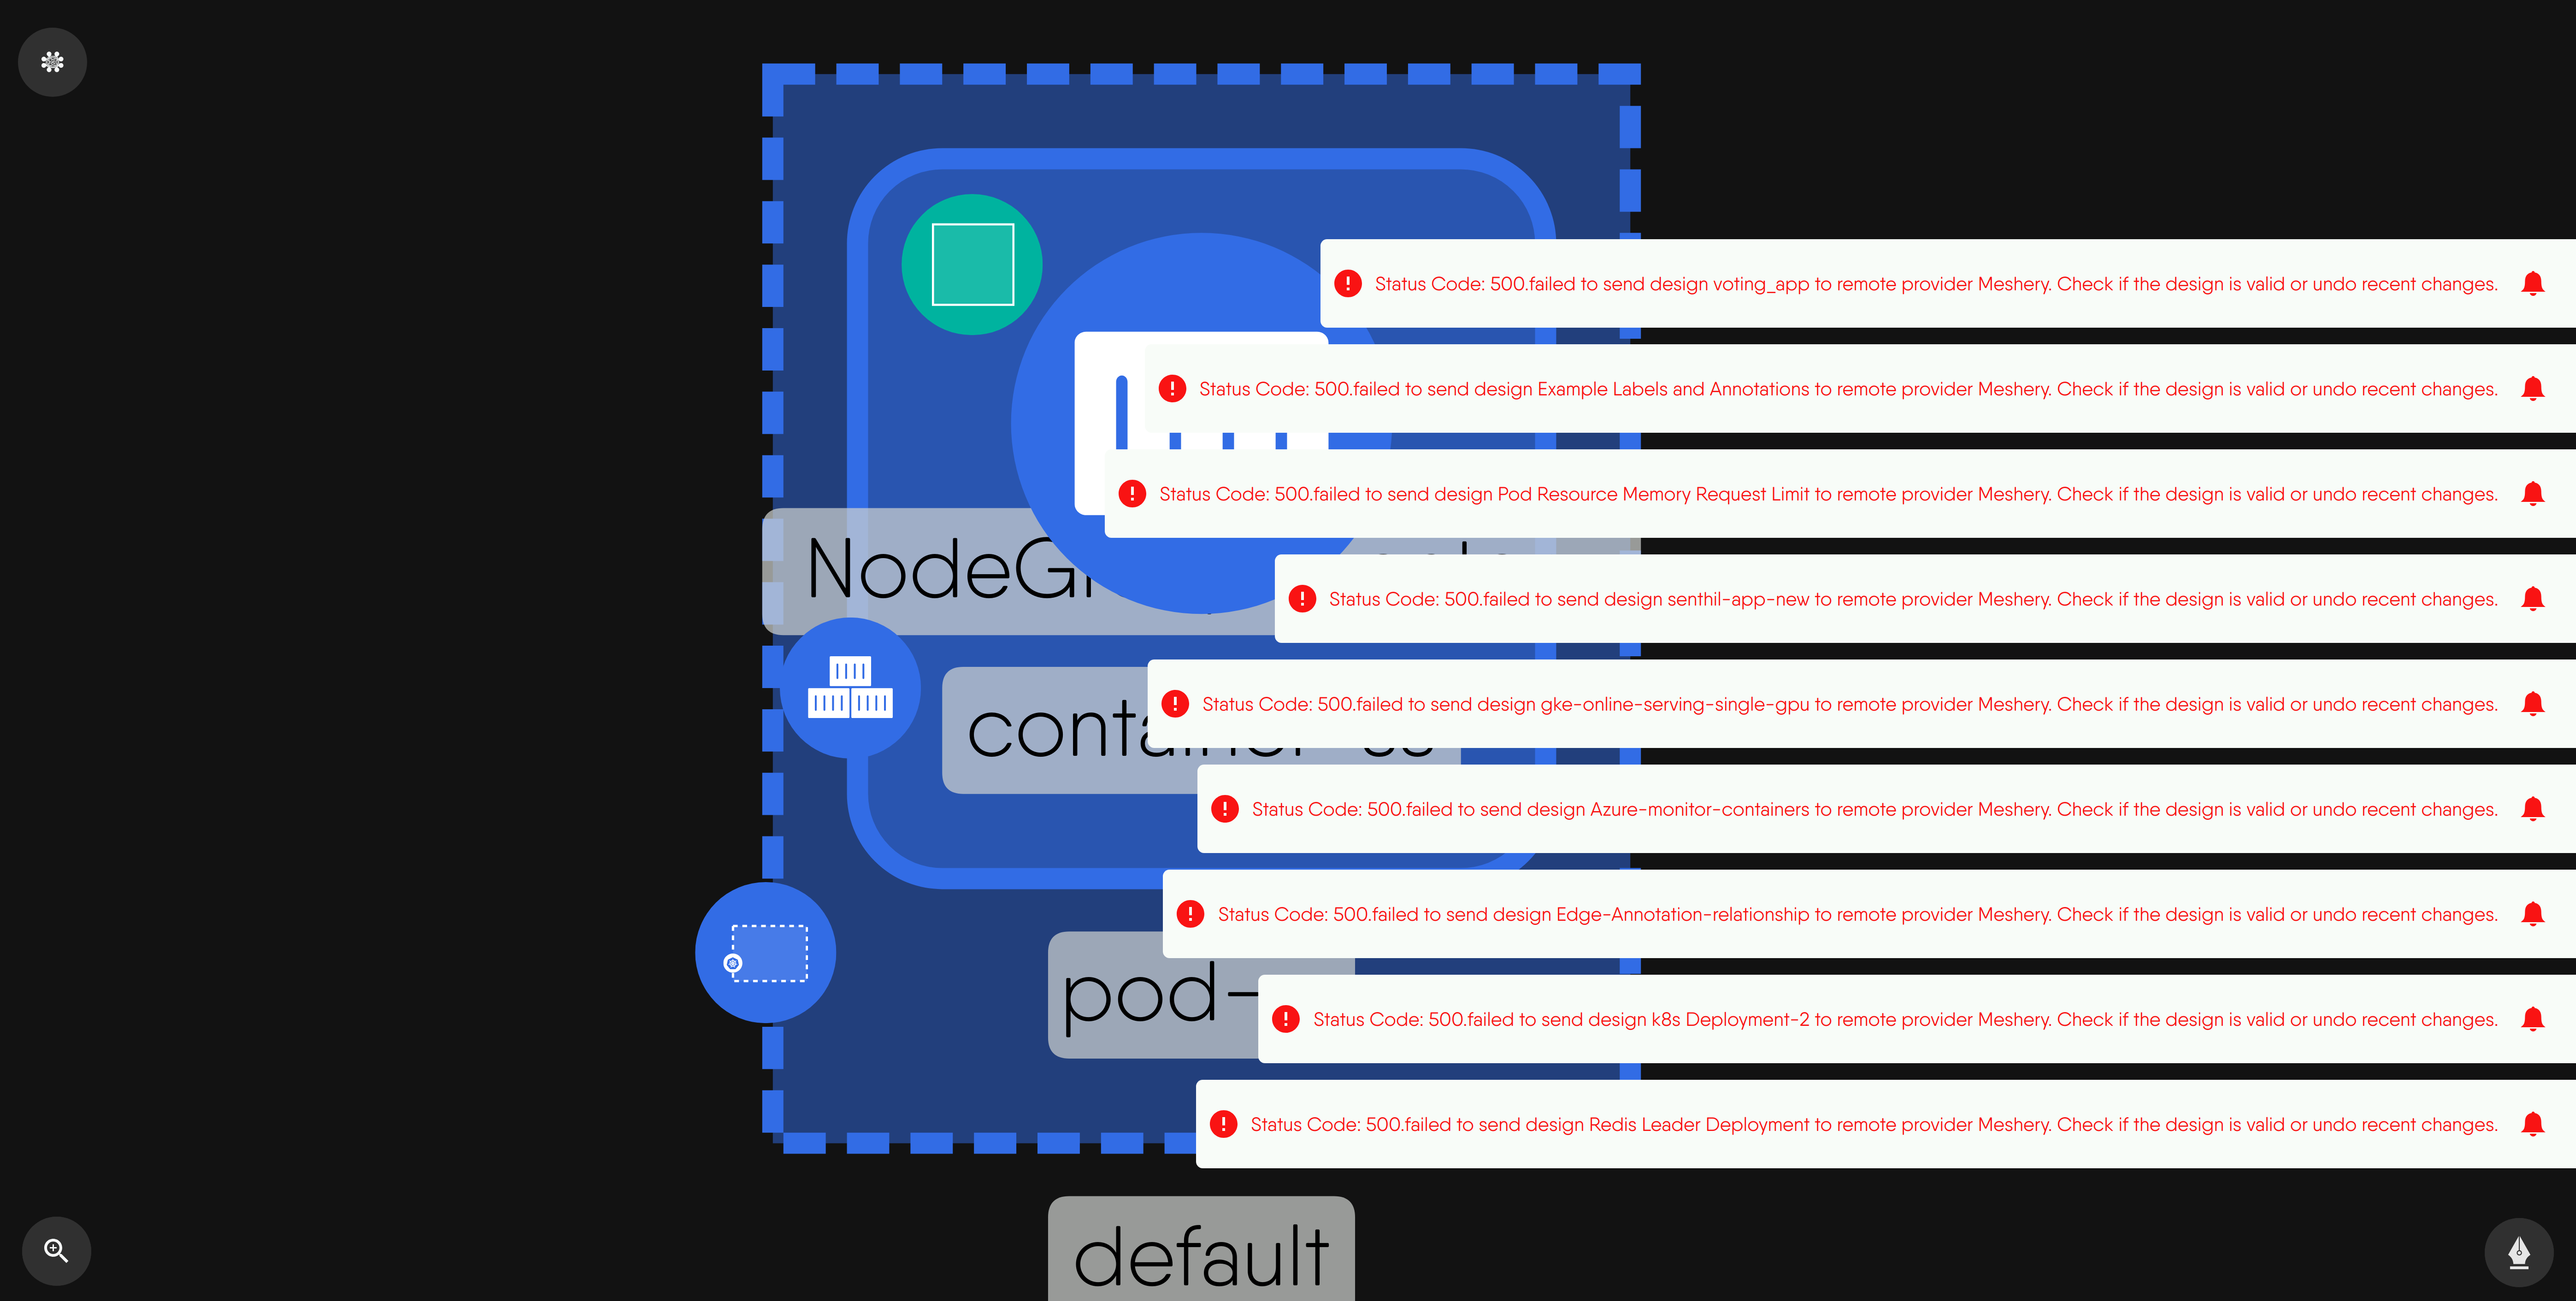 Status Code: 500.failed to send design voting_app to remote provider Meshery. Check if the design is valid or undo recent changes.
Status Code: 500.failed to send design Example Labels and Annotations to remote provider Meshery. Check if the design is valid or undo recent changes.
Status Code: 500.failed to send design Pod Resource Memory Request Limit to remote provider Meshery. Check if the design is valid or undo recent changes.
Status Code: 500.failed to send design senthil-app-new to remote provider Meshery. Check if the design is valid or undo recent changes.
Status Code: 500.failed to send design gke-online-serving-single-gpu to remote provider Meshery. Check if the design is valid or undo recent changes.
Status Code: 500.failed to send design Azure-monitor-containers to remote provider Meshery. Check if the design is valid or undo recent changes.
Status Code: 500.failed to send design Edge-Annotation-relationship to remote provider Meshery. Check if the design is valid or undo recent changes.
pod-
Status Code: 500.failed to send design k8s Deployment-2 to remote provider Meshery. Check if the design is valid or undo recent changes.
Status Code: 500.failed to send design Redis Leader Deployment to remote provider Meshery. Check if the design is valid or undo recent changes.
default